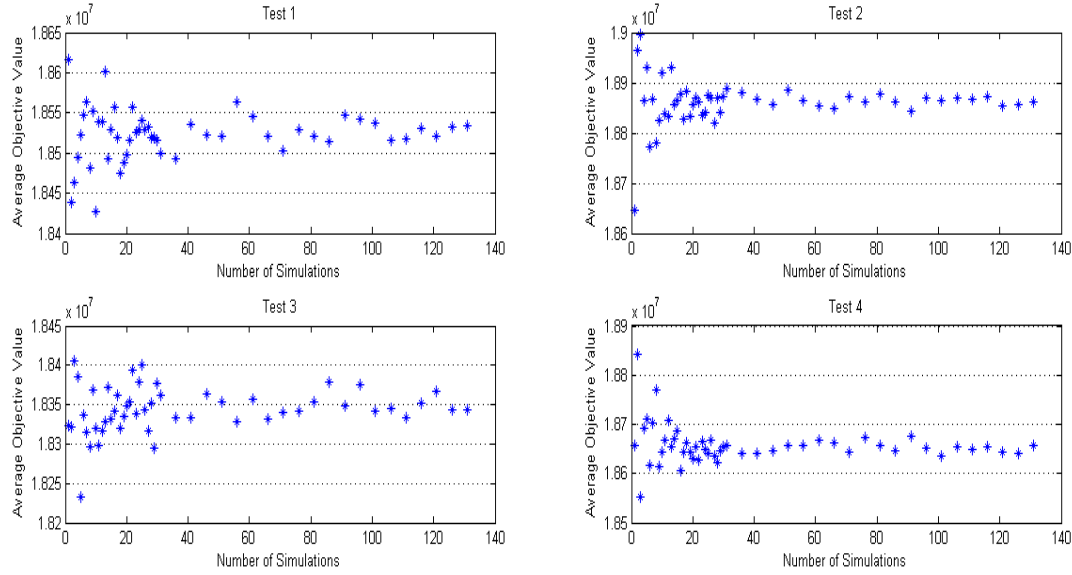 Test 1
x 10^7
1.865
1.86
1.855
1.85
1.845
1.84
Average Objective Value
0 20 40 60 80 100 120 140
Number of Simulations
Test 2
x 10^7
1.9
1.89
1.88
1.87
1.86
Average Objective Value
0 20 40 60 80 100 120 140
Number of Simulations
Test 3
x 10^7
1.845
1.84
1.835
1.83
1.825
1.82
Average Objective Value
0 20 40 60 80 100 120 140
Number of Simulations
Test 4
x 10^7
1.89
1.88
1.87
1.86
1.85
Average Objective Value
0 20 40 60 80 100 120 140
Number of Simulations